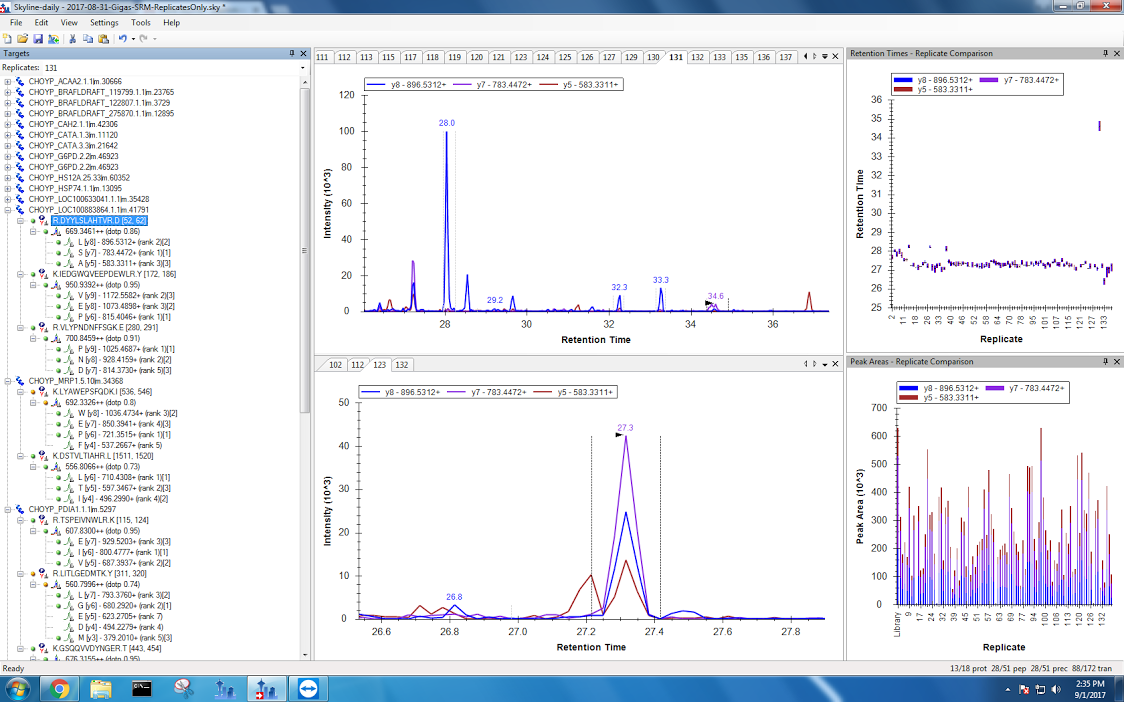 Skyline-daily - 2017-08-31-Gigas-SRM-ReplicatesOnly.sky *
File Edit View Settings Tools Help
Targets
Replicates: 131
CHOYP_ACAA2.1.1|m.30666
CHOYP_BRAFLDRAFT_119799.1.1|m.23765
CHOYP_BRAFLDRAFT_122807.1.1|m.3729
CHOYP_BRAFLDRAFT_275870.1.1|m.12895
CHOYP_CAH2.1.1|m.42306
CHOYP_CATA.1.3|m.11120
CHOYP_CATA.3.3|m.21642
CHOYP_G6PD.2.2|m.46923
CHOYP_G6PD.2.2|m.46923
CHOYP_HS12A.25.33|m.60352
CHOYP_HSP74.1.1|m.13095
CHOYP_LOC100633041.1.1|m.35428
CHOYP_LOC100883864.1.1|m.41791
R.DYYLSLAHTVR.D [52, 62]
669.3461++ (dotp 0.86)
L [y8] - 896.5312+ (rank 2)[2]
S [y7] - 783.4472+ (rank 1)[1]
A [y5] - 583.3311+ (rank 3)[3]
K.IEDGWQVEEPDEWLR.Y [172, 186]
950.9392++ (dotp 0.95)
V [y9] - 1172.5582+ (rank 2)[3]
E [y8] - 1073.4898+ (rank 3)[2]
P [y6] - 815.4046+ (rank 1)[1]
R.VLYPNDNFFSGK.E [280, 291]
700.8459++ (dotp 0.91)
P [y9] - 1025.4687+ (rank 1)[1]
N [y8] - 928.4159+ (rank 2)[2]
D [y7] - 814.3730+ (rank 5)[3]
CHOYP_MRP1.5.10|m.34368
K.LYAWEPSFQDK.I [536, 546]
692.3326++ (dotp 0.8)
W [y8] - 1036.4734+ (rank 3)[2]
E [y7] - 850.3941+ (rank 4)[3]
P [y6] - 721.3515+ (rank 1)[1]
F [y4] - 537.2667+ (rank 5)
K.DSTVLTIAHR.L [1511, 1520]
556.8066++ (dotp 0.73)
L [y6] - 710.4308+ (rank 1)[1]
T [y5] - 597.3467+ (rank 2)[3]
I [y4] - 496.2990+ (rank 4)[2]
CHOYP_PDIA1.1.1|m.5297
R.TSPEIVNWLR.K [115, 124]
607.8300++ (dotp 0.95)
E [y7] - 929.5203+ (rank 3)[3]
I [y6] - 800.4777+ (rank 1)[1]
V [y5] - 687.3937+ (rank 2)[2]
R.LITLGEDMTK.Y [311, 320]
560.7996++ (dotp 0.74)
L [y7] - 793.3760+ (rank 3)[2]
G [y6] - 680.2920+ (rank 2)[1]
E [y5] - 623.2705+ (rank 7)
D [y4] - 494.2279+ (rank 4)
M [y3] - 379.2010+ (rank 5)[3]
K.GSQQVVDYNGER.T [443, 454]
676.3155++ (dotp 0.95)
111 112 113 115 117 118 119 120 121 123 126 127 129 130 131 132 133 135 136 137
y8 - 896.5312+ y7 - 783.4472+ y5 - 583.3311+
Intensity (10^3)
120
100
80
60
40
20
0
28.0
29.2
32.3
33.3
34.6
28 30 32 34 36
Retention Time
102 112 123 132
y8 - 896.5312+ y7 - 783.4472+ y5 - 583.3311+
Intensity (10^3)
50
40
30
20
10
0
26.8
27.3
26.6 26.8 27.0 27.2 27.4 27.6 27.8
Retention Time
Retention Times - Replicate Comparison
y8 - 896.5312+ y7 - 783.4472+
y5 - 583.3311+
Retention Time
36
35
34
33
32
31
30
29
28
27
26
25
2 11 18 26 33 40 46 52 58 64 70 78 95 101 107 115 121 127 133
Replicate
Peak Areas - Replicate Comparison
y8 - 896.5312+ y7 - 783.4472+
y5 - 583.3311+
Peak Area (10^3)
700
600
500
400
300
200
100
0
Library 9 17 24 32 39 45 51 57 63 69 77 94 100 106 114 120 126 132
Replicate
Ready
13/18 prot 28/51 pep 28/51 prec 88/172 tran
2:35 PM
9/1/2017